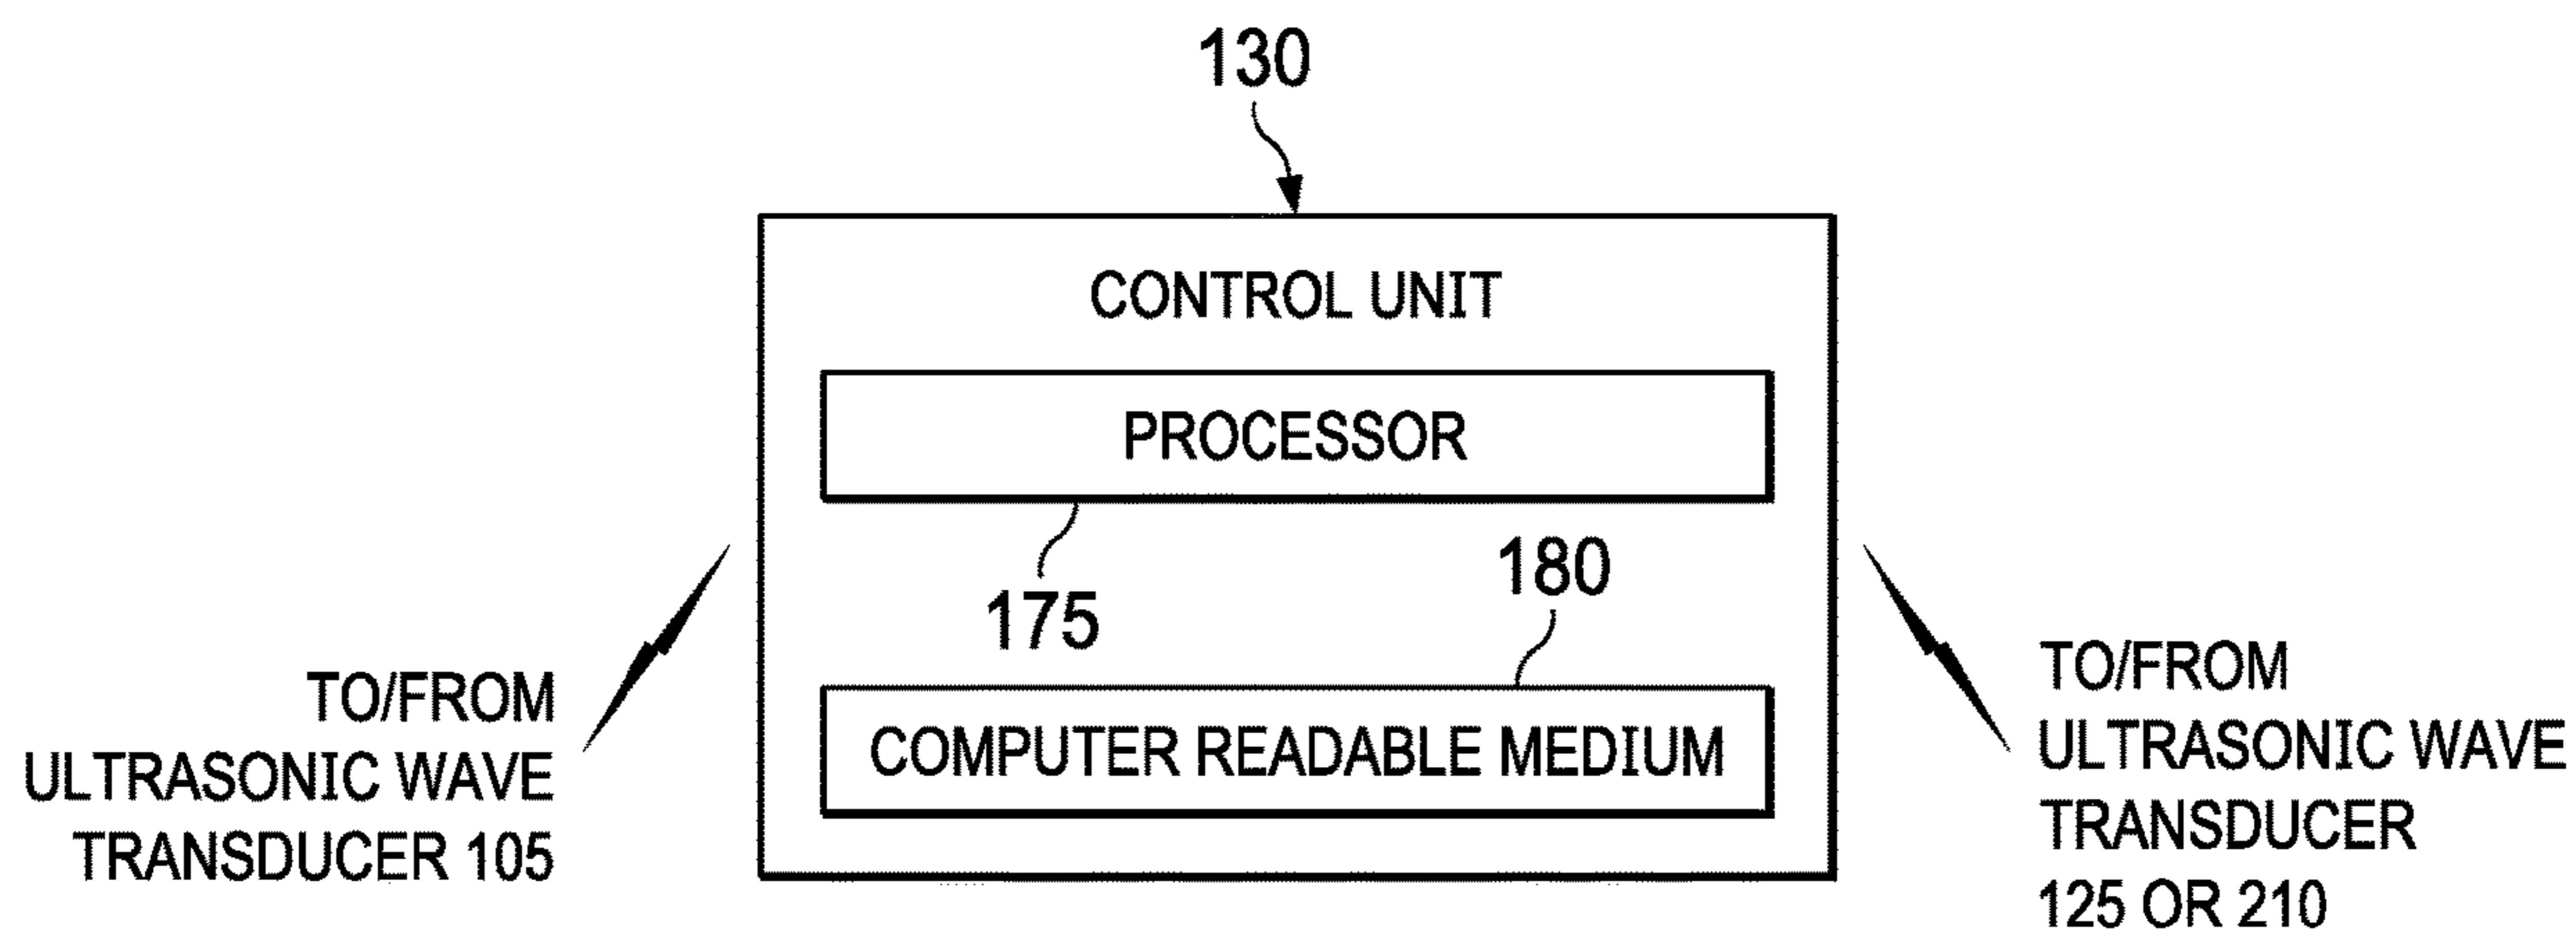 130
CONTROL UNIT
PROCESSOR
175
180
COMPUTER READABLE MEDIUM
TO/FROM
ULTRASONIC WAVE
TRANSDUCER 105
TO/FROM
ULTRASONIC WAVE
TRANSDUCER
125 OR 210